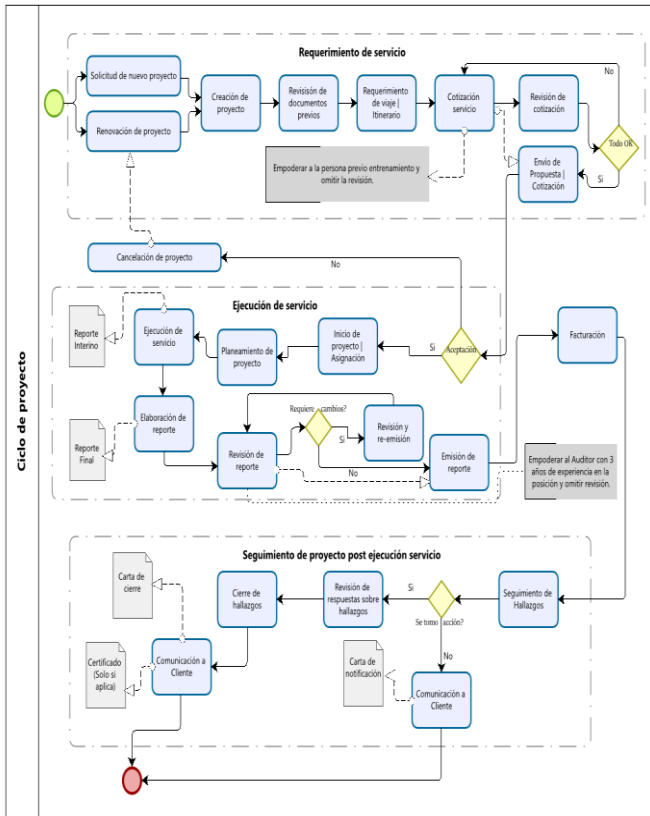 Ciclo de proyecto
Requerimiento de servicio
Solicitud de nuevo proyecto
Renovación de proyecto
Creación de
proyecto
Revisisón de
documentos
previos
Requerimiento
de viaje |
Itinerario
Cotización
servicio
Revisión de
cotización
No
Todo OK
Si
Envío de
Propuesta |
Cotización
Empoderar a la persona previo entrenamiento y
omitir la revisión.
Cancelación de proyecto
No
Ejecución de servicio
Reporte
Interino
Ejecución de
servicio
Planeamiento de
proyecto
Inicio de
proyecto |
Asignación
Si
Aceptación
Facturación
Reporte
Final
Elaboración de
reporte
Revisión de
reporte
Requiere cambios?
Si
Revisión y
re-emisión
No
Emisión de
reporte
Empoderar al Auditor con 3
años de experiencia en la
posición y omitir revisión.
Seguimiento de proyecto post ejecución servicio
Carta de
cierre
Cierre de
hallazgos
Revisión de
respuestas sobre
hallazgos
Si
Se tomo acción?
Seguimiento de
Hallazgos
Certificado
(Solo si
aplica)
Comunicación a
Cliente
Carta de
notificación
No
Comunicación a
Cliente